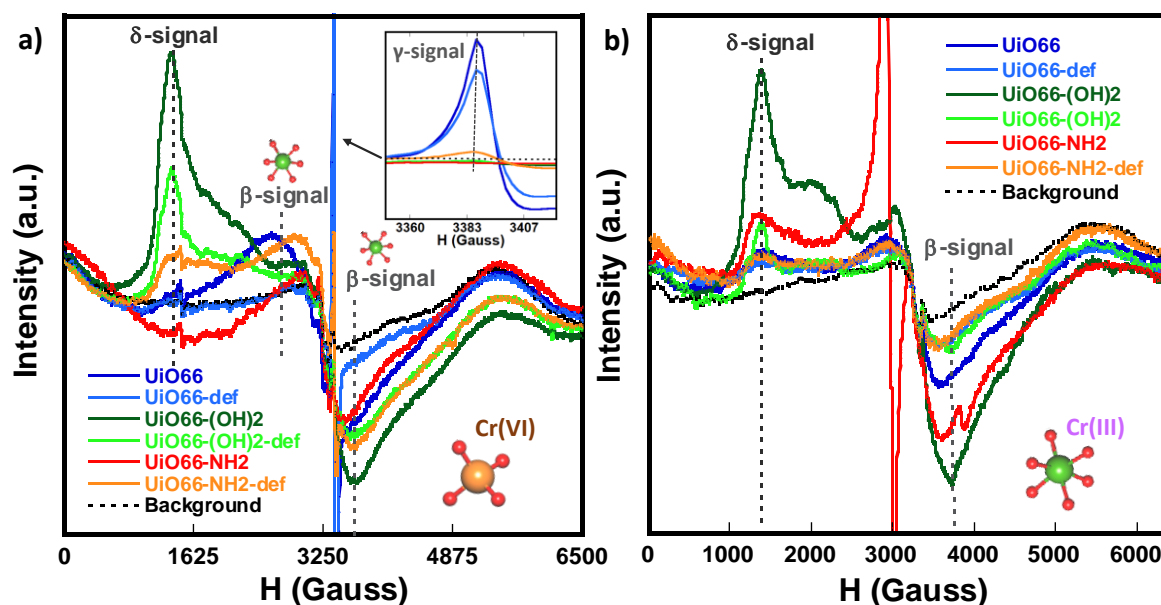 a)
δ-signal
β-signal
γ-signal
3360
3383
3407
H (Gauss)
β-signal
UiO66
UiO66-def
UiO66-(OH)2
UiO66-(OH)2-def
UiO66-NH2
UiO66-NH2-def
Background
Cr(VI)
Intensity (a.u.)
0
1625
3250
4875
6500
H (Gauss)
b)
δ-signal
UiO66
UiO66-def
UiO66-(OH)2
UiO66-(OH)2
UiO66-NH2
UiO66-NH2-def
Background
β-signal
Cr(III)
Intensity (a.u.)
0
1000
2000
3000
4000
5000
6000
H (Gauss)